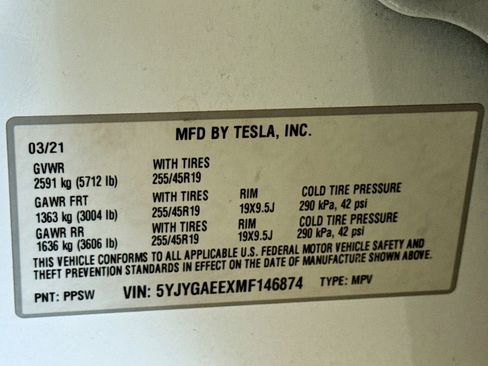 MFD BY TESLA, INC.
03/21
GVWR WITH TIRES
2591 kg (5712 lb) 255/45R19
GAWR FRT WITH TIRES RIM COLD TIRE PRESSURE
1363 kg (3004 lb) 255/45R19 19X9.5J 290 kPa, 42 psi
GAWR RR WITH TIRES RIM COLD TIRE PRESSURE
1636 kg (3606 lb) 255/45R19 19X9.5J 290 kPa, 42 psi
THIS VEHICLE CONFORMS TO ALL APPLICABLE U.S. FEDERAL MOTOR VEHICLE SAFETY AND
THEFT PREVENTION STANDARDS IN EFFECT ON THE DATE OF MANUFACTURE SHOWN ABOVE.
PNT: PPSW VIN: 5YJYGAEEXMF146874 TYPE: MPV